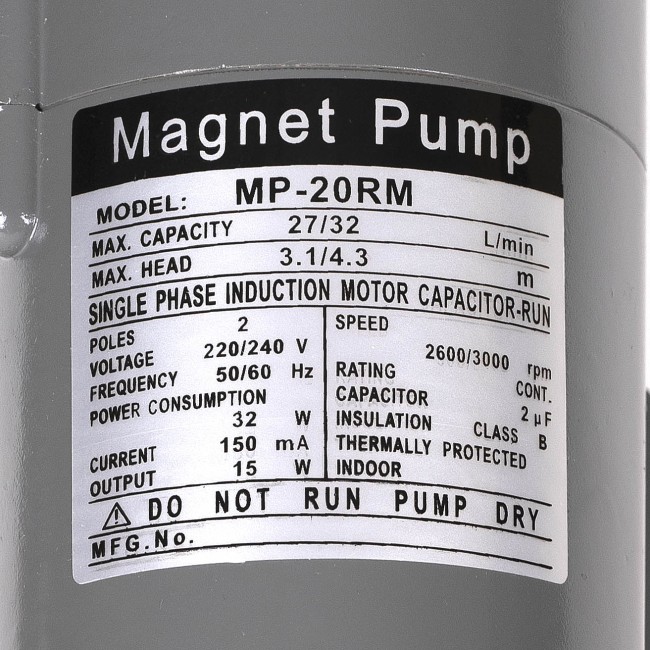 Magnet Pump
MODEL: MP-20RM
MAX. CAPACITY 27/32 L/min
MAX. HEAD 3.1/4.3 m
SINGLE PHASE INDUCTION MOTOR CAPACITOR-RUN
POLES 2
VOLTAGE 220/240 V
FREQUENCY 50/60 Hz
POWER CONSUMPTION
32 W
CURRENT 150 mA
OUTPUT 15 W
SPEED
2600/3000 rpm
RATING CONT.
CAPACITOR 2 μF
INSULATION CLASS B
THERMALLY PROTECTED
INDOOR
⚠ DO NOT RUN PUMP DRY
MFG.No.